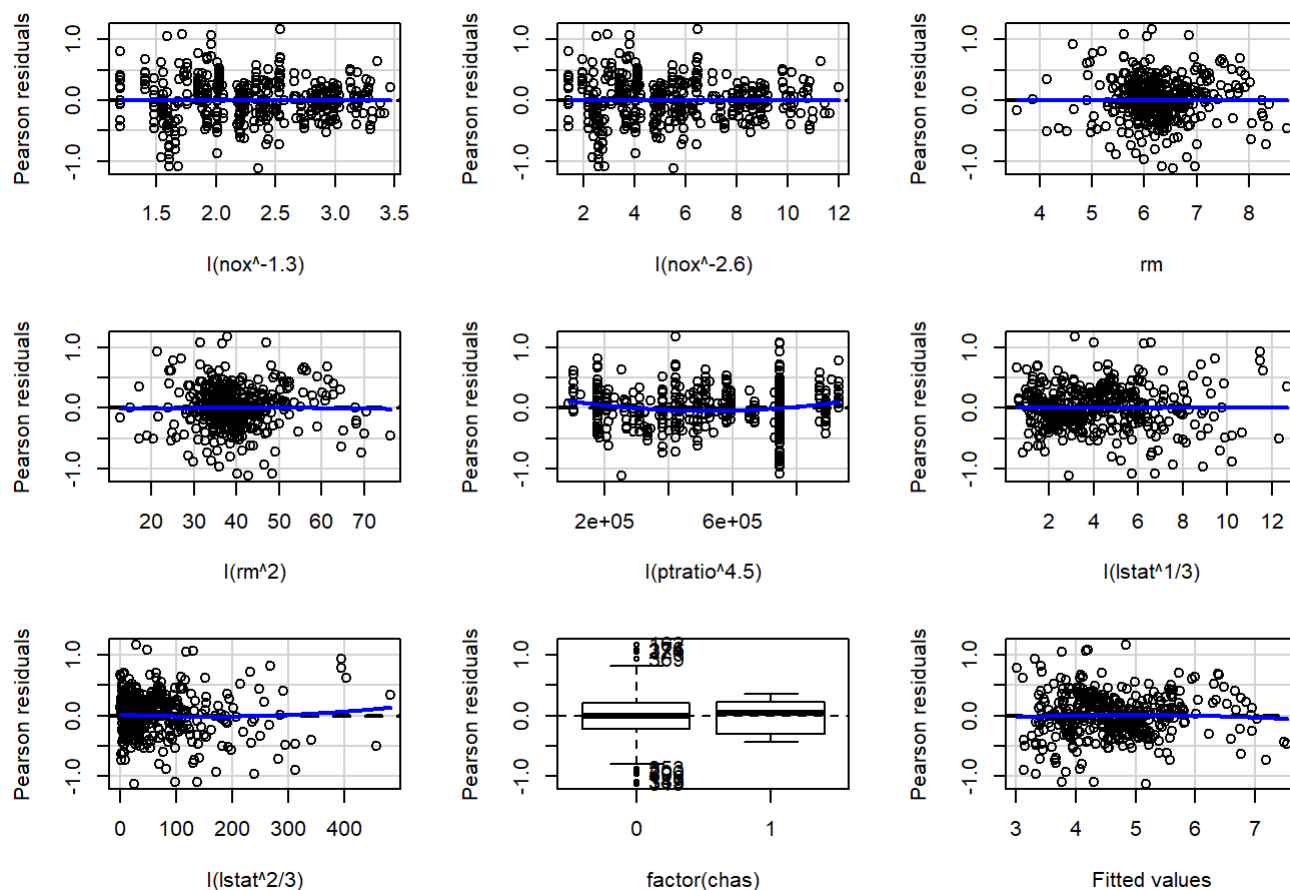 Pearson residuals
-1.0 0.0 1.0
1.5 2.0 2.5 3.0 3.5
I(nox^-1.3)
Pearson residuals
-1.0 0.0 1.0
2 4 6 8 10 12
I(nox^-2.6)
Pearson residuals
-1.0 0.0 1.0
4 5 6 7 8
rm
Pearson residuals
-1.0 0.0 1.0
20 30 40 50 60 70
I(rm^2)
Pearson residuals
-1.0 0.0 1.0
2e+05 6e+05
I(ptratio^4.5)
Pearson residuals
-1.0 0.0 1.0
2 4 6 8 10 12
I(lstat^1/3)
Pearson residuals
-1.0 0.0 1.0
0 100 200 300 400
I(lstat^2/3)
Pearson residuals
-1.0 0.0 1.0
369
0 1
factor(chas)
Pearson residuals
-1.0 0.0 1.0
3 4 5 6 7
Fitted values